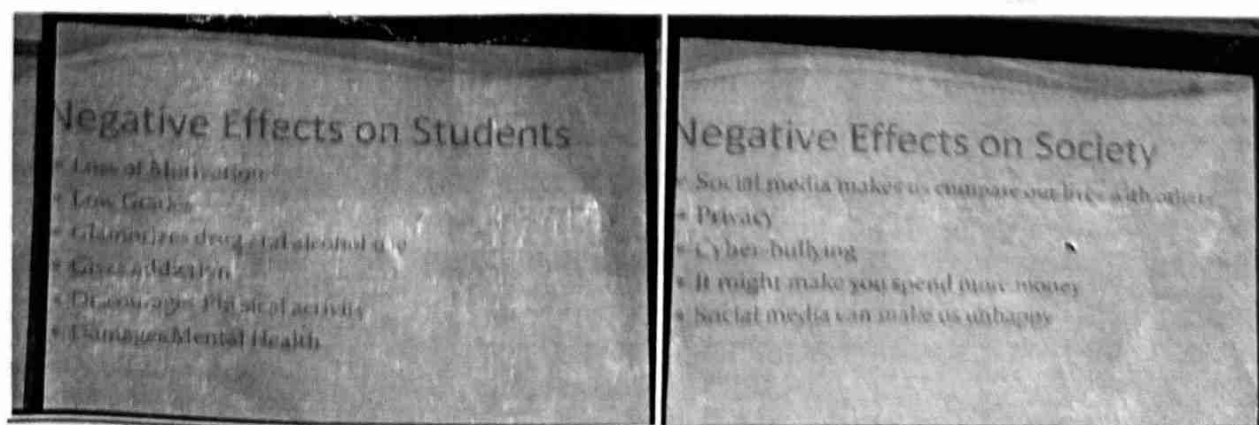 Negative Effects on Students
• Loss of Motivation
• Low Grades
• Glamorizes drug and alcohol use
• addiction
• Discourages Physical activity
• Damages Mental Health
Negative Effects on Society
• Social media makes us compare our lives with others
• Privacy
• Cyber-bullying
• It might make you spend more money
• Social media can make us unhappy